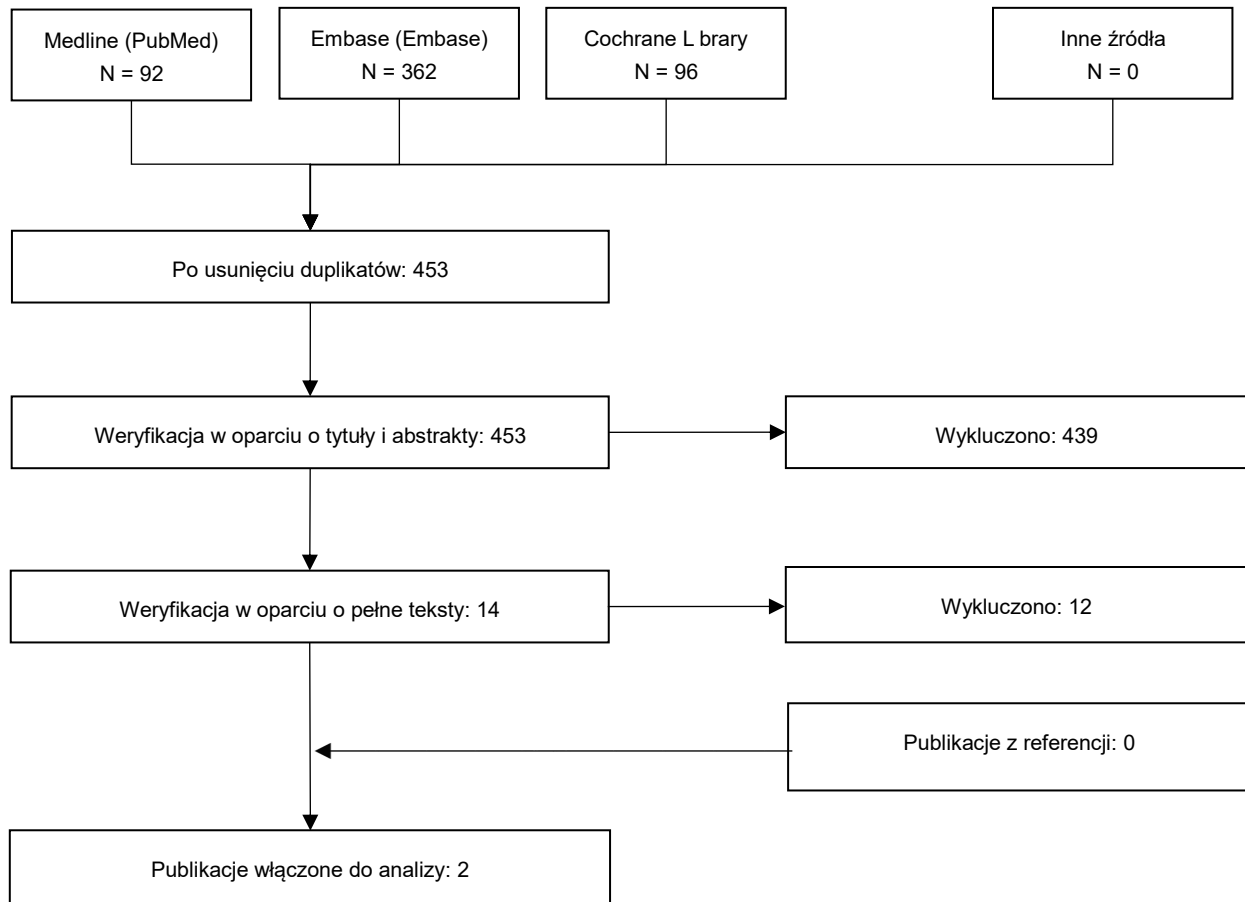 Medline (PubMed)
N = 92
Embase (Embase)
N = 362
Cochrane L brary
N = 96
Inne źródła
N = 0
Po usunięciu duplikatów: 453
Weryfikacja w oparciu o tytuły i abstrakty: 453
Wykluczono: 439
Weryfikacja w oparciu o pełne teksty: 14
Wykluczono: 12
Publikacje z referencji: 0
Publikacje włączone do analizy: 2